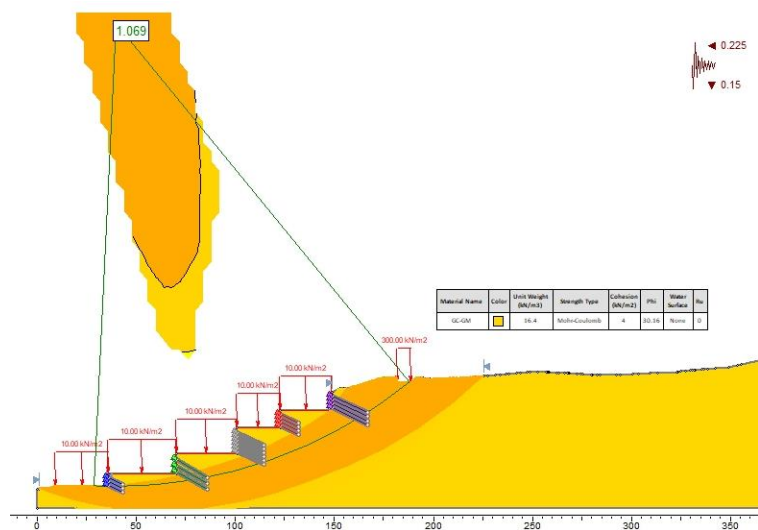 1.069
0.225
0.15
Material Name Color Unit Weight (kN/m3) Strength Type Cohesion (kN/m2) Phi Water Surface Ru
GC-GM 16.4 Mohr-Coulomb 4 30.16 None 0
300.00 kN/m2
10.00 kN/m2
10.00 kN/m2
10.00 kN/m2
10.00 kN/m2
10.00 kN/m2
0 50 100 150 200 250 300 350